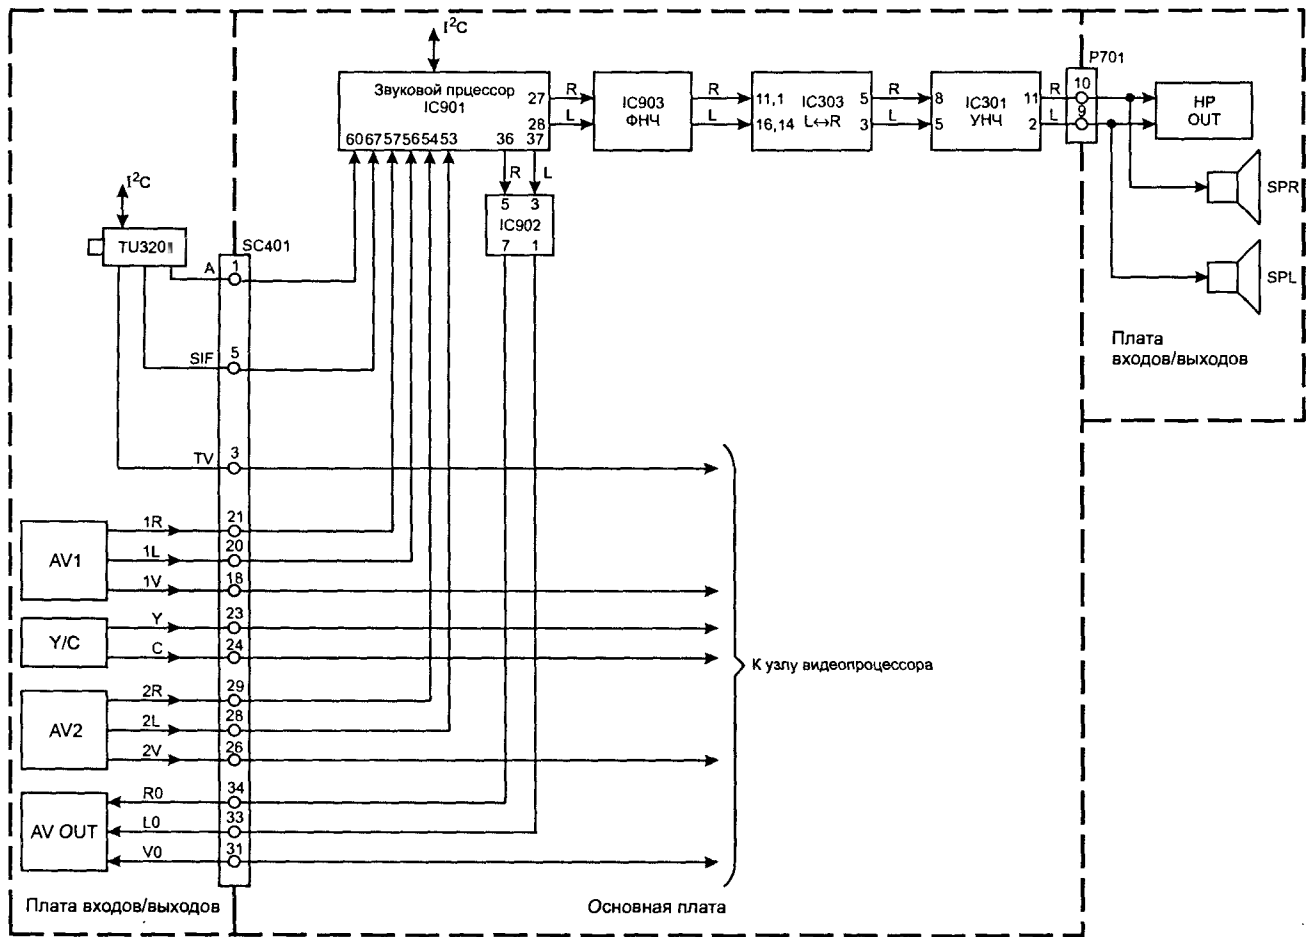 I²C
P701
Звуковой прцессор
IC901
27
28
60 67 57 56 54 53 36 37
R
L
IC903
ФНЧ
R
L
11,1
16,14
IC303
L↔R
5
3
R
L
8
5
IC301
УНЧ
11
2
R
L
10
9
HP
OUT
SPR
SPL
Плата
входов/выходов
R
L
5 3
IC902
7 1
I²C
SC401
A
1
SIF
5
TV
3
AV1
1R
21
1L
20
1V
18
Y/C
Y
23
C
24
К узлу видеопроцессора
AV2
2R
29
2L
28
2V
26
AV OUT
R0
34
L0
33
V0
31
Плата входов/выходов
Основная плата